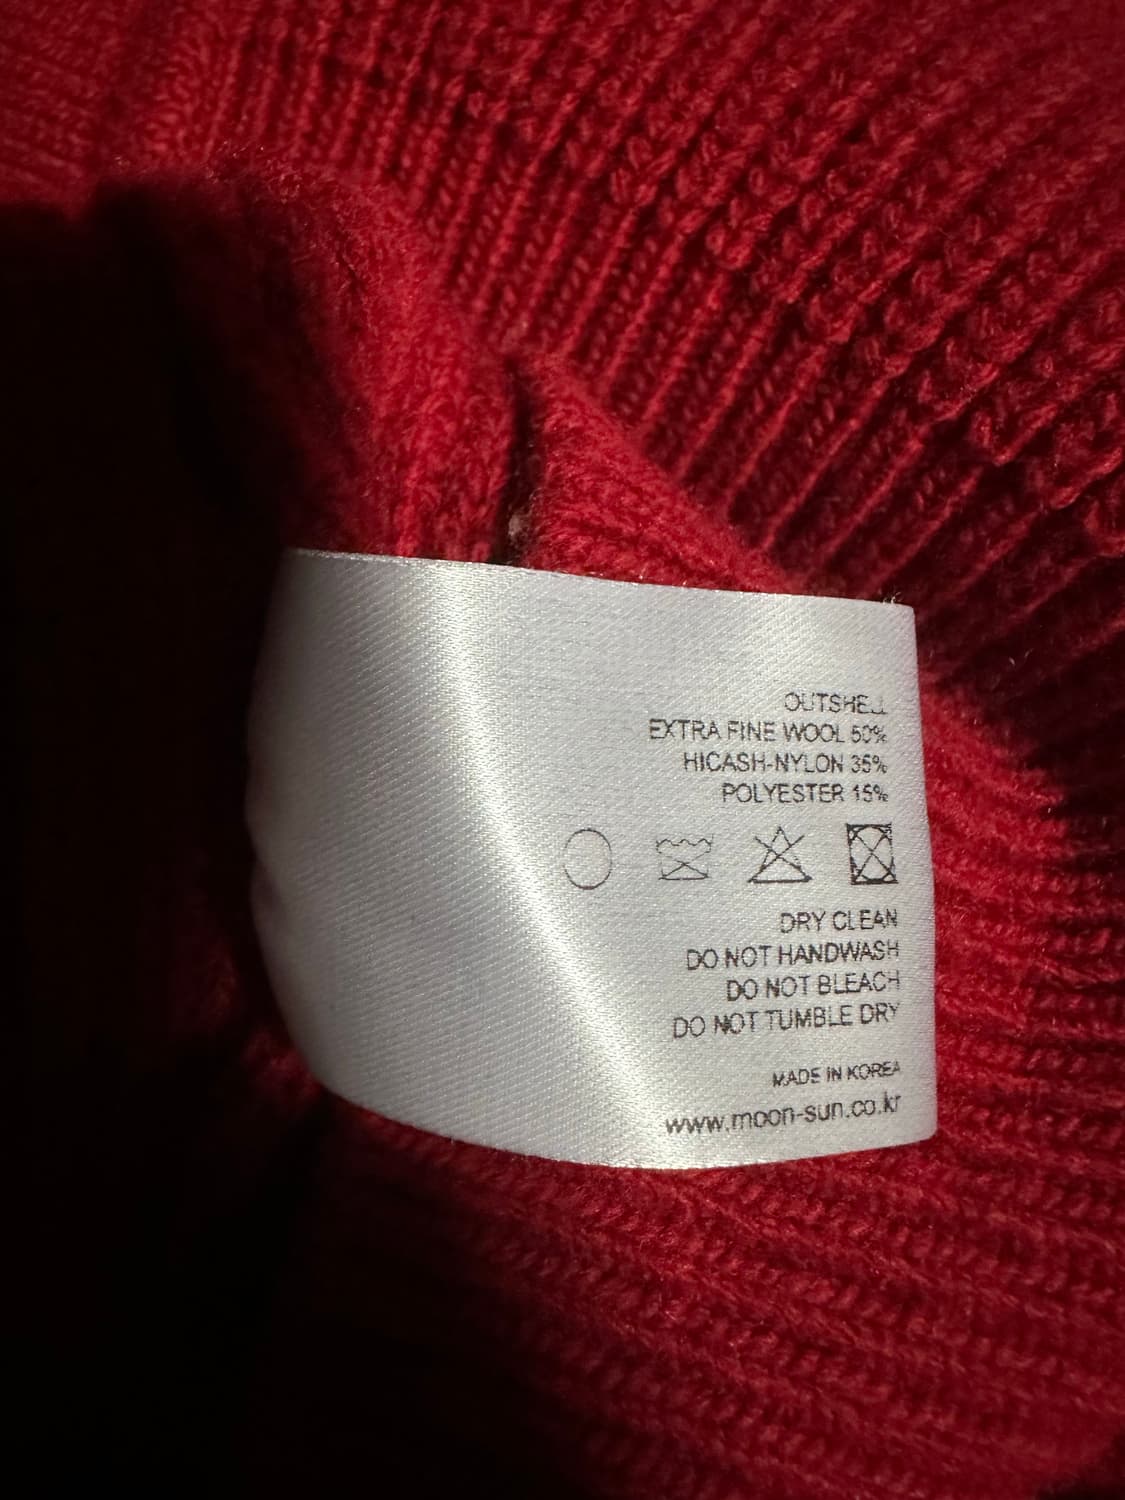 OUTSHELL
EXTRA FINE WOOL 50%
HICASH-NYLON 35%
POLYESTER 15%
DRY CLEAN
DO NOT HANDWASH
DO NOT BLEACH
DO NOT TUMBLE DRY
MADE IN KOREA
www.moon-sun.co.kr